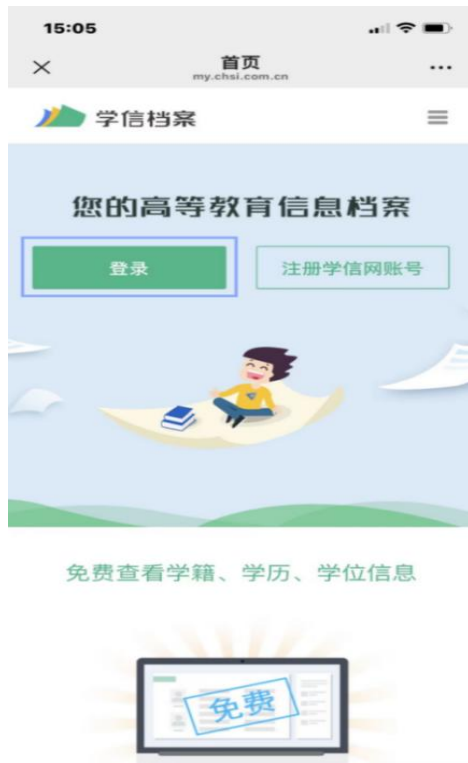 15:05
首页
my.chsi.com.cn
学信档案
您的高等教育信息档案
登录
注册学信网账号
免费查看学籍、学历、学位信息
免费